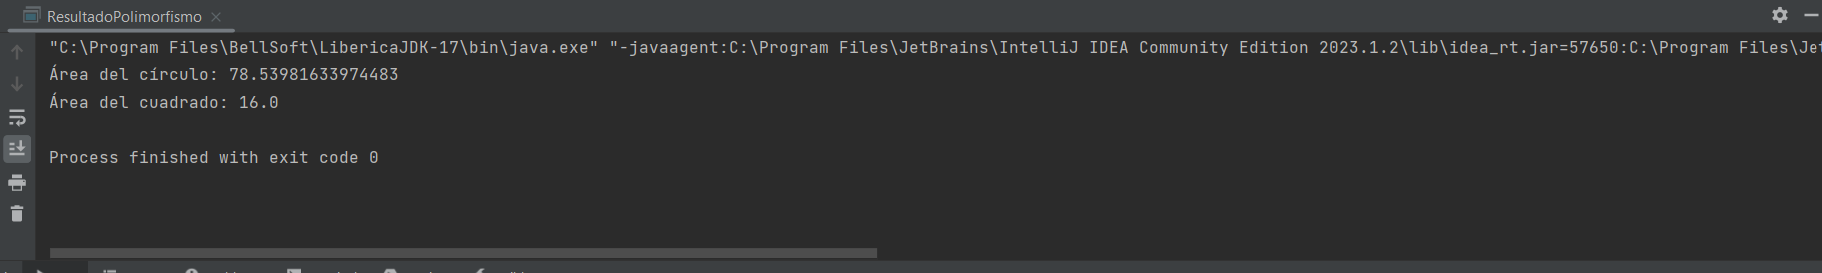 ResultadoPolimorfismo
"C:\Program Files\BellSoft\LibericaJDK-17\bin\java.exe" "-javaagent:C:\Program Files\JetBrains\IntelliJ IDEA Community Edition 2023.1.2\lib\idea_rt.jar=57650:C:\Program Files\Jet
Área del círculo: 78.53981633974483
Área del cuadrado: 16.0
Process finished with exit code 0